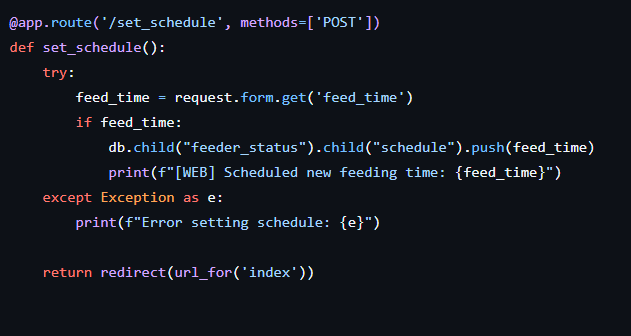 @app.route('/set_schedule', methods=['POST'])
def set_schedule():
    try:
        feed_time = request.form.get('feed_time')
        if feed_time:
            db.child("feeder_status").child("schedule").push(feed_time)
            print(f"[WEB] Scheduled new feeding time: {feed_time}")
    except Exception as e:
        print(f"Error setting schedule: {e}")

    return redirect(url_for('index'))